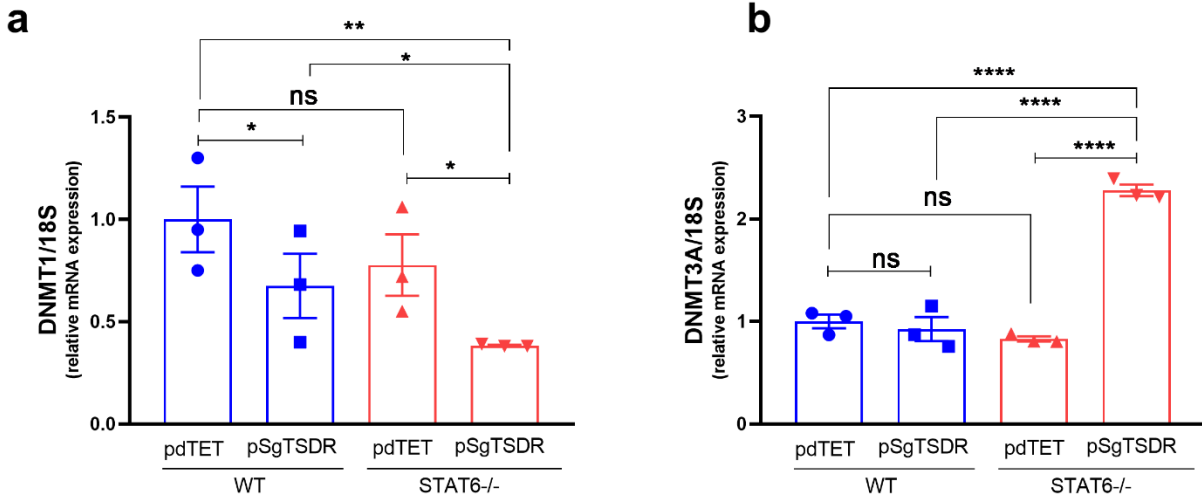 a
**
*
ns
*
*
1.5
1.0
0.5
0.0
DNMT1/18S
(relative mRNA expression)
pdTET pSgTSDR pdTET pSgTSDR
WT STAT6-/-
b
****
****
****
ns
ns
3
2
1
0
DNMT3A/18S
(relative mRNA expression)
pdTET pSgTSDR pdTET pSgTSDR
WT STAT6-/-